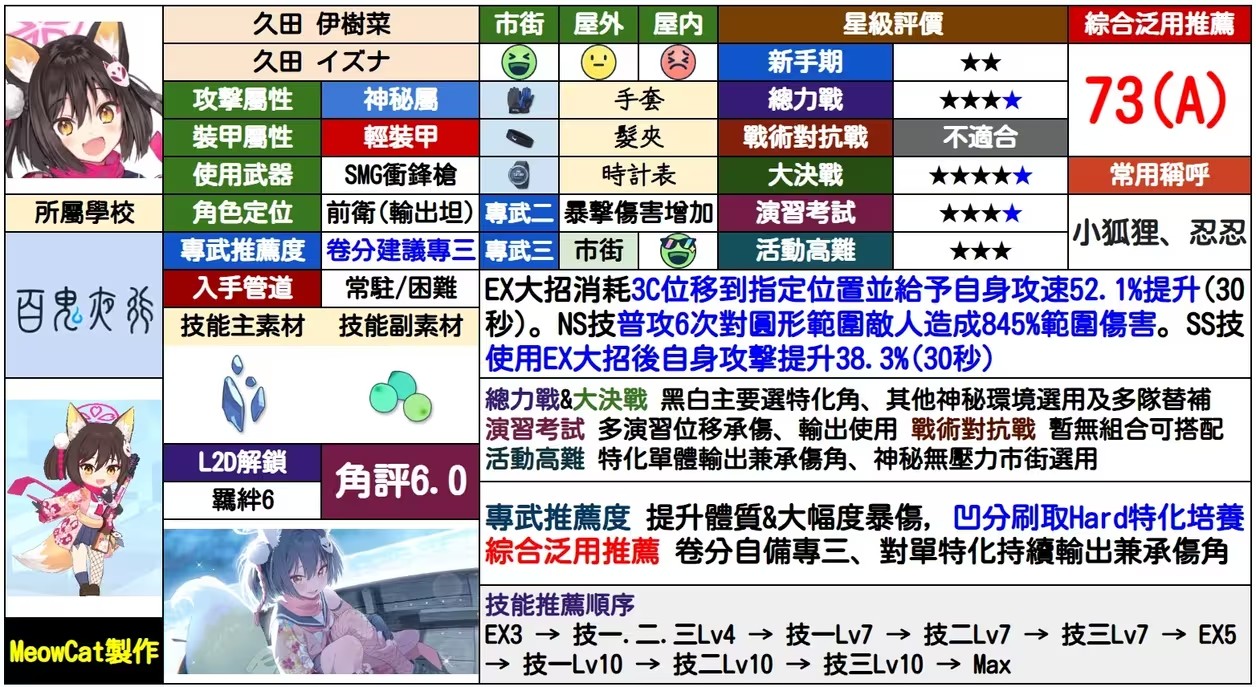 久田 伊樹菜
久田 イズナ
攻擊屬性 神秘屬
裝甲屬性 輕裝甲
使用武器 SMG衝鋒槍
所屬學校 角色定位 前衛(輸出坦)
百鬼夜行
專武推薦度 卷分建議專三
入手管道 常駐/困難
技能主素材 技能副素材
L2D解鎖
羈絆6
角評6.0
MeowCat製作
市街 屋外 屋内
手套
髮夾
時計表
專武二 暴擊傷害增加
專武三 市街
星級評價
新手期 ★★
總力戰 ★★★★
戰術對抗戰 不適合
大決戰 ★★★★★
演習考試 ★★★★
活動高難 ★★★
綜合泛用推薦
73(A)
常用稱呼
小狐狸、忍忍
EX大招消耗3C位移到指定位置並給予自身攻速52.1%提升(30
秒)。NS技普攻6次對圓形範圍敵人造成845%範圍傷害。SS技
使用EX大招後自身攻擊提升38.3%(30秒)
總力戰&大決戰 黑白主要選特化角、其他神秘環境選用及多隊替補
演習考試 多演習位移承傷、輸出使用 戰術對抗戰 暫無組合可搭配
活動高難 特化單體輸出兼承傷角、神秘無壓力市街選用
專武推薦度 提升體質&大幅度暴傷, 凹分刷取Hard特化培養
綜合泛用推薦 卷分自備專三、對單特化持續輸出兼承傷角
技能推薦順序
EX3 → 技一.二.三Lv4 → 技一Lv7 → 技二Lv7 → 技三Lv7 → EX5
→ 技一Lv10 → 技二Lv10 → 技三Lv10 → Max